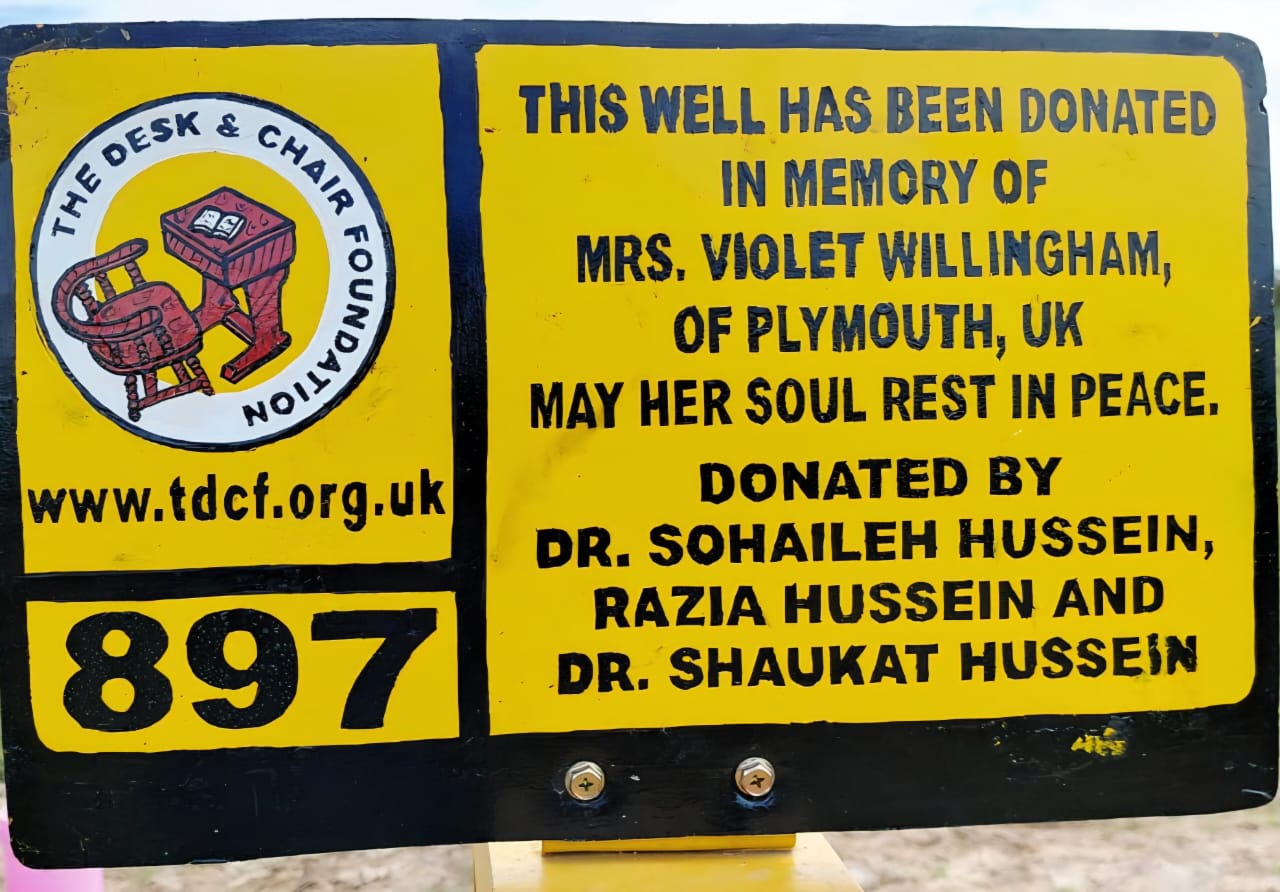 THE DESK & CHAIR FOUNDATION
www.tdcf.org.uk
897
THIS WELL HAS BEEN DONATED
IN MEMORY OF
MRS. VIOLET WILLINGHAM,
OF PLYMOUTH, UK
MAY HER SOUL REST IN PEACE.
DONATED BY
DR. SOHAILEH HUSSEIN,
RAZIA HUSSEIN AND
DR. SHAUKAT HUSSEIN